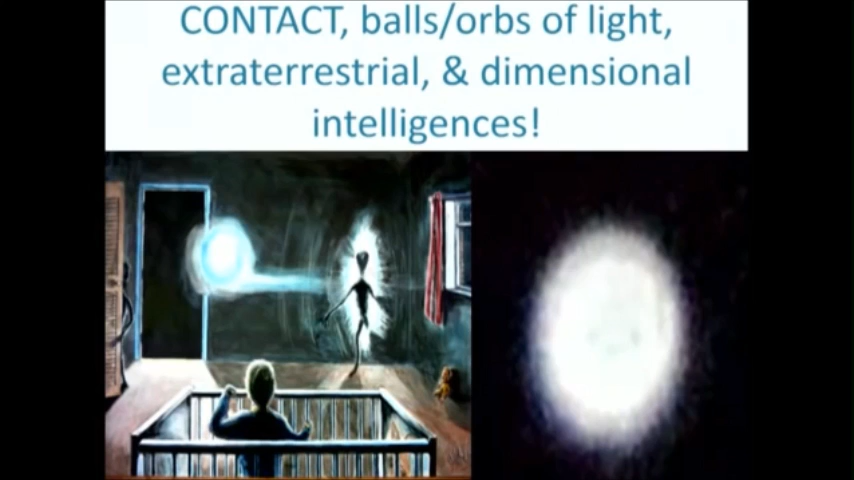 CONTACT, balls/orbs of light,
extraterrestrial, & dimensional
intelligences!